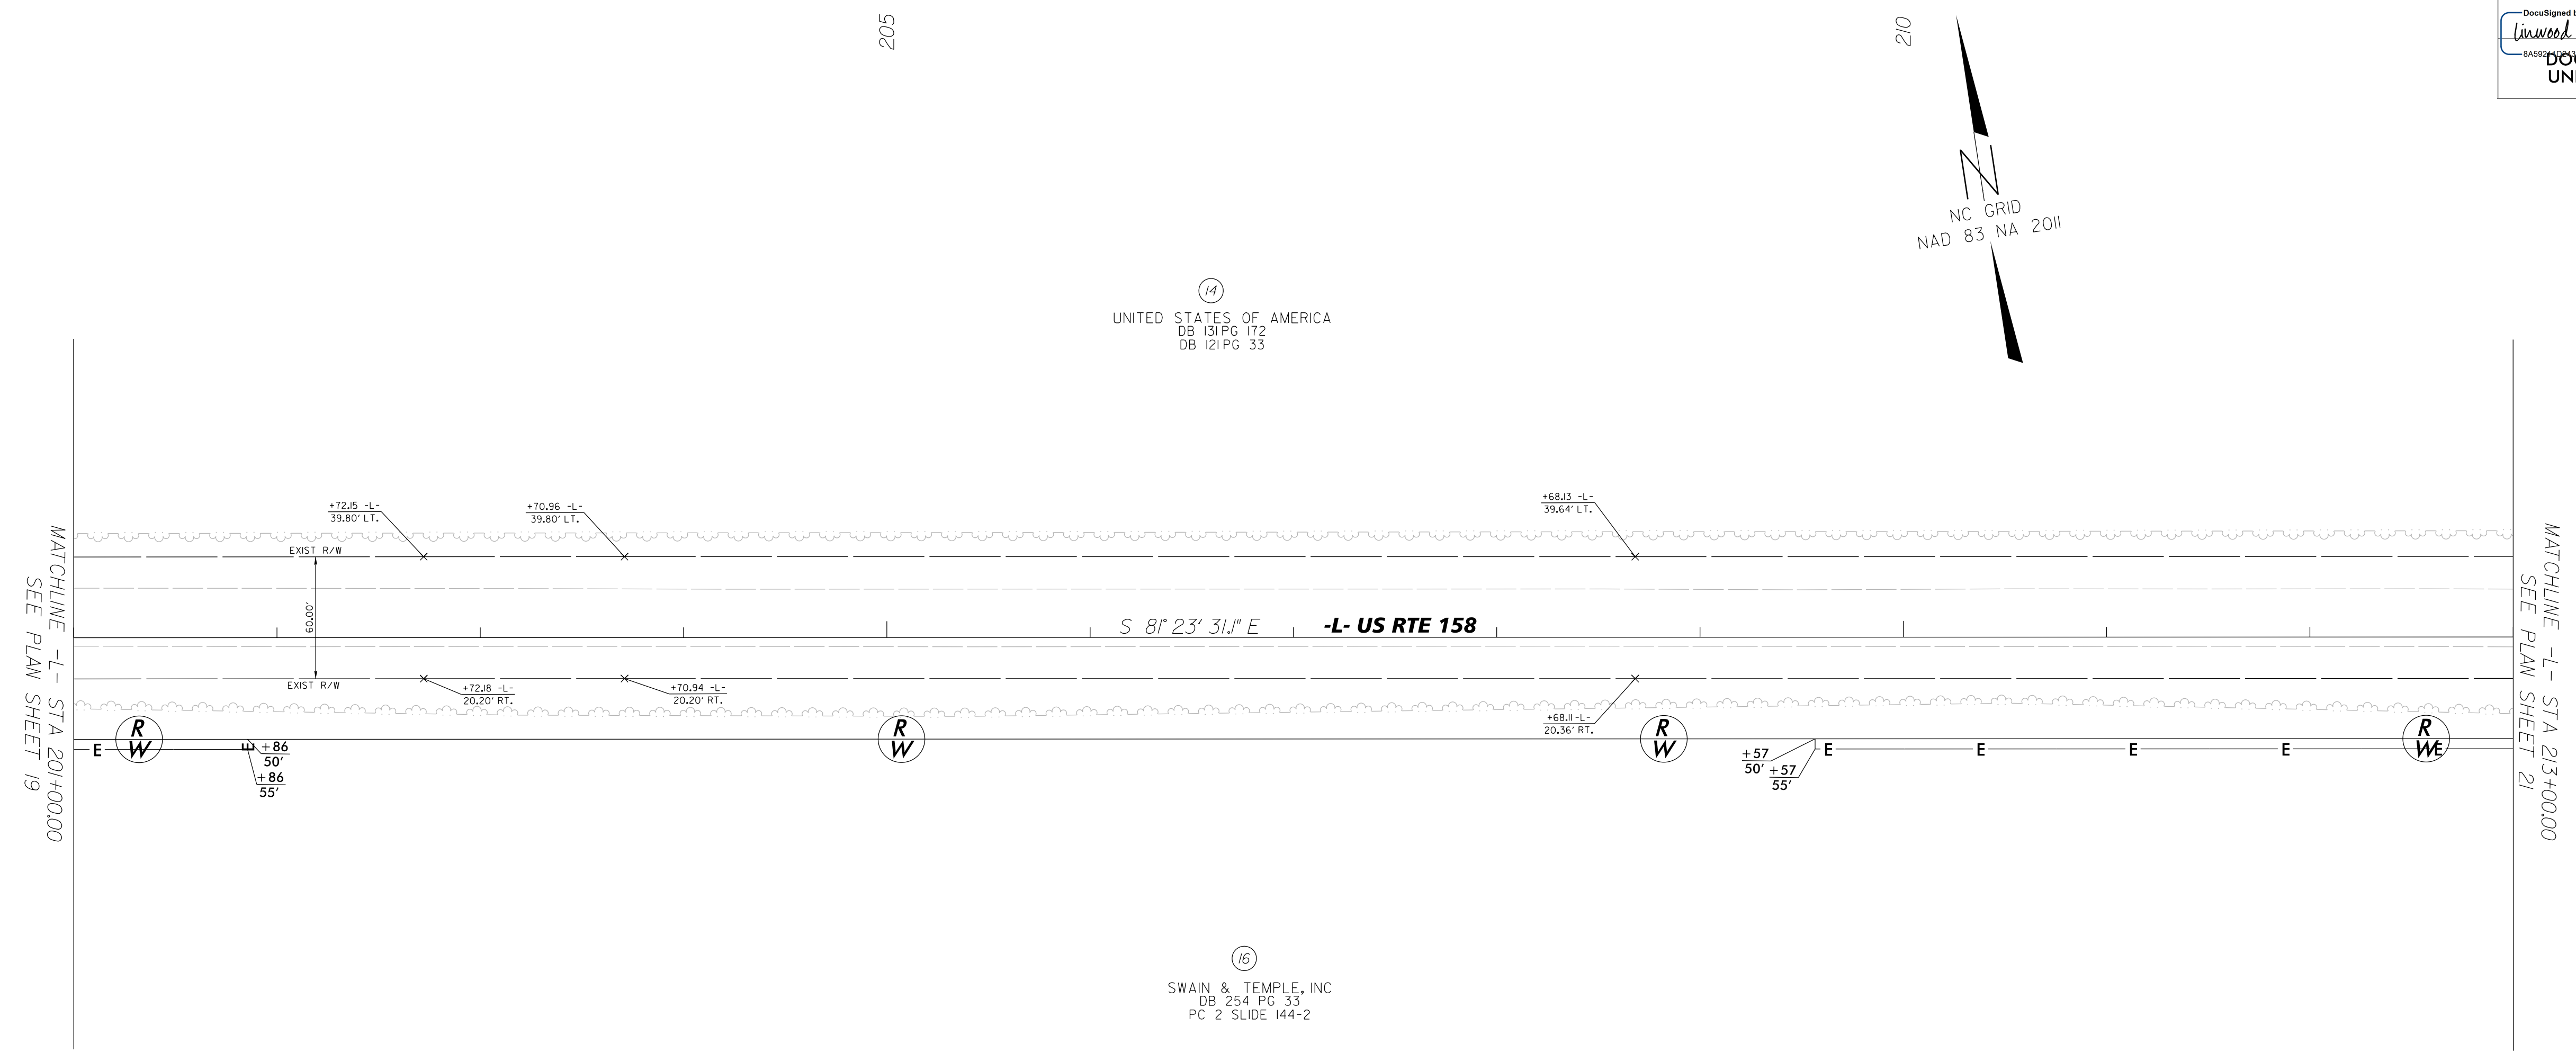 205
210
DocuSigned b
Linwood
DO
UN
NC GRID
NAD 83 NA 2011
14
UNITED STATES OF AMERICA
DB 131 PG 172
DB 121 PG 33
+72.15 -L-
39.80' LT.
+70.96 -L-
39.80' LT.
+68.13 -L-
39.64' LT.
MATCHLINE -L- STA 201+00.00
SEE PLAN SHEET 19
EXIST R/W
60.00'
S 81° 23' 31.1" E
-L- US RTE 158
EXIST R/W
+72.18 -L-
20.20' RT.
+70.94 -L-
20.20' RT.
+68.11 -L-
20.36' RT.
R
W
R
W
R
W
R
W
E
E
+86
50'
+86
55'
+57
50'
+57
55'
E
E
E
E
E
MATCHLINE -L- STA 213+00.00
SEE PLAN SHEET 21
16
SWAIN & TEMPLE, INC
DB 254 PG 33
PC 2 SLIDE 144-2